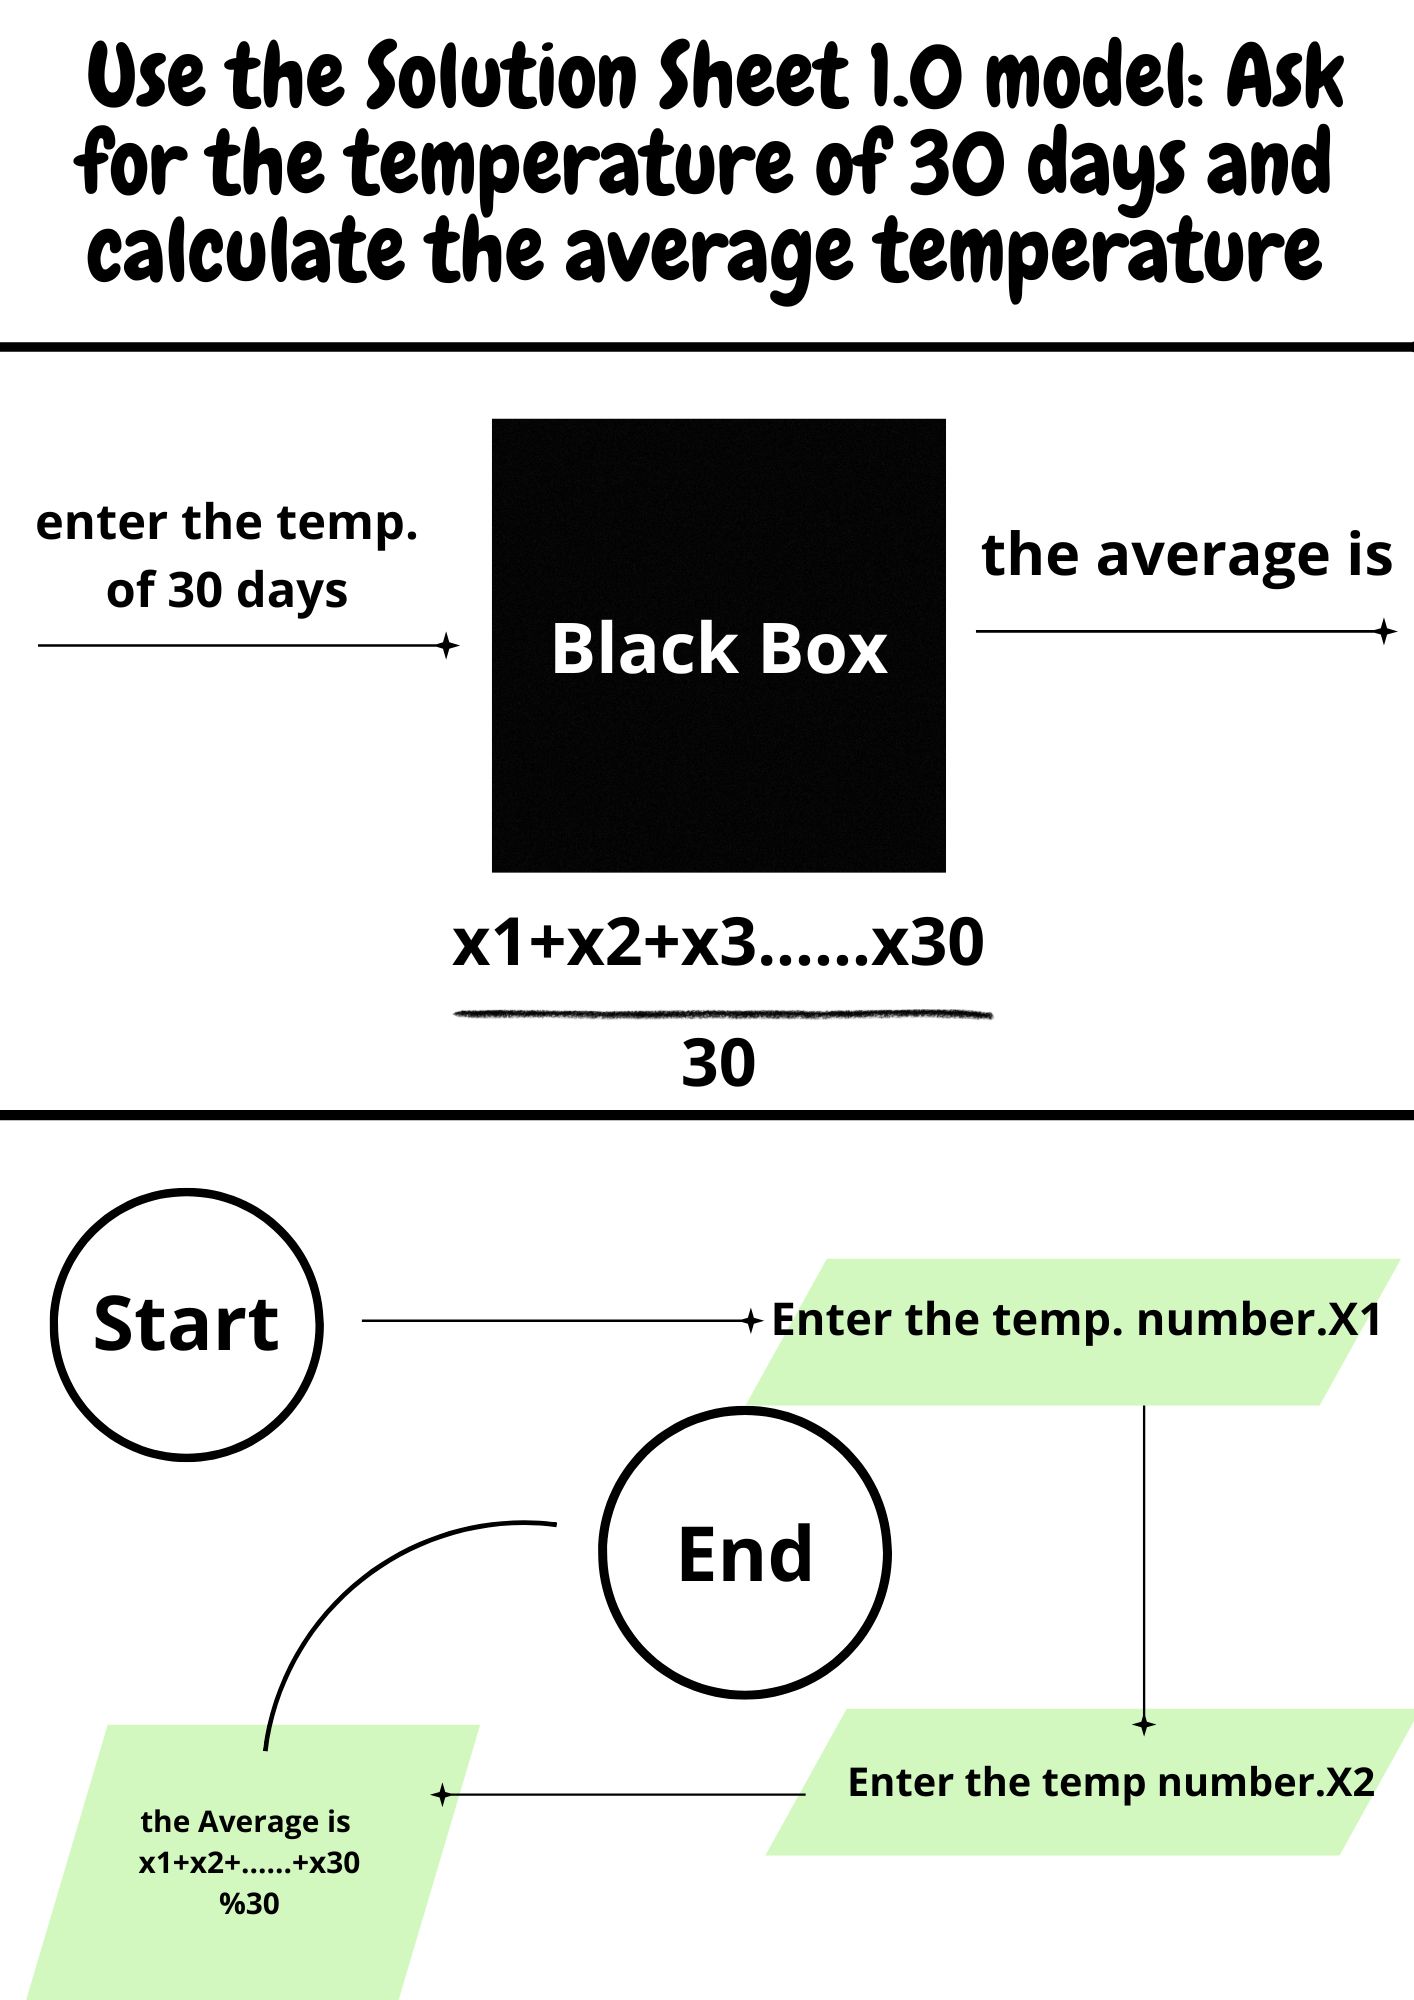 Use the Solution Sheet 1.0 model: Ask
for the temperature of 30 days and
calculate the average temperature
enter the temp.
of 30 days
Black Box
the average is
x1+x2+x3......x30
30
Start
Enter the temp. number.X1
End
Enter the temp number.X2
the Average is
x1+x2+......+x30
%30